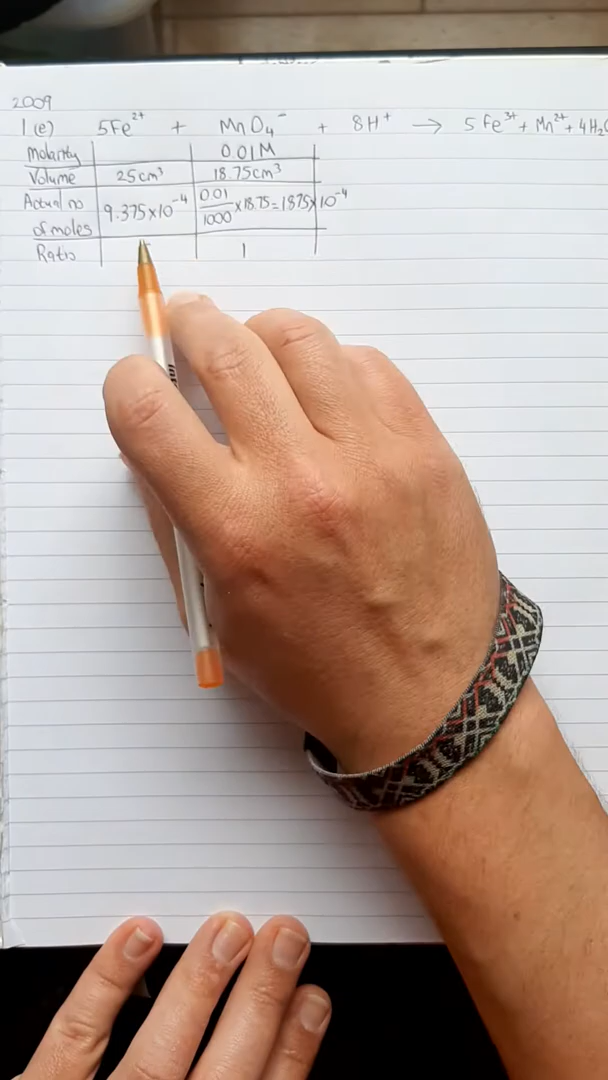 2009
1(e) 5Fe²⁺ + MnO₄⁻ + 8H⁺ → 5Fe³⁺ + Mn²⁺ + 4H₂O
Molarity 0.01M
Volume 25cm³ 18.75cm³
Actual no of moles 9.375×10⁻⁴ 0.01/1000 ×18.75=1.875×10⁻⁴
Ratio 1